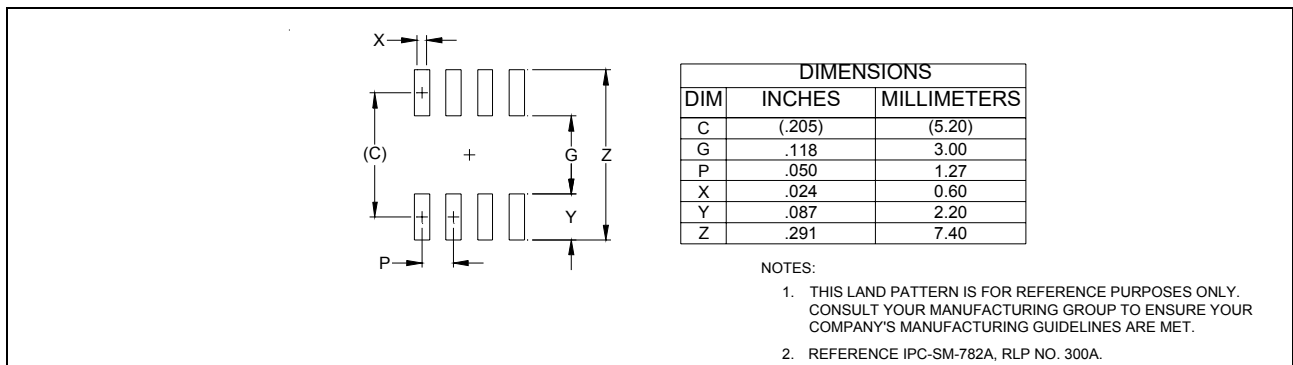 X
(C)
G
Z
Y
P
DIMENSIONS
DIM INCHES MILLIMETERS
C (.205) (5.20)
G .118 3.00
P .050 1.27
X .024 0.60
Y .087 2.20
Z .291 7.40
NOTES:
1. THIS LAND PATTERN IS FOR REFERENCE PURPOSES ONLY.
CONSULT YOUR MANUFACTURING GROUP TO ENSURE YOUR
COMPANY'S MANUFACTURING GUIDELINES ARE MET.
2. REFERENCE IPC-SM-782A, RLP NO. 300A.